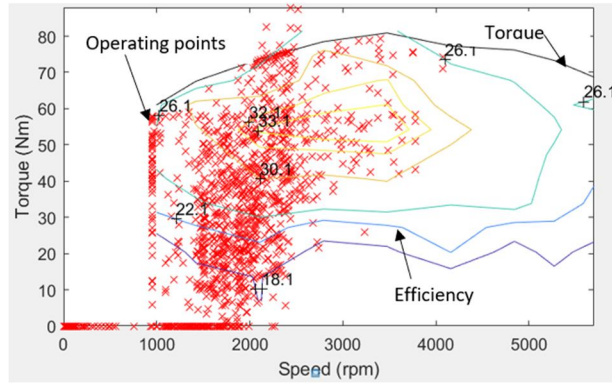 80
70
60
50
40
30
20
10
0
Torque (Nm)
Operating points
Torque
26.1
26.1
26.1
32.1
33.1
30.1
22.1
18.1
Efficiency
0 1000 2000 3000 4000 5000
Speed (rpm)